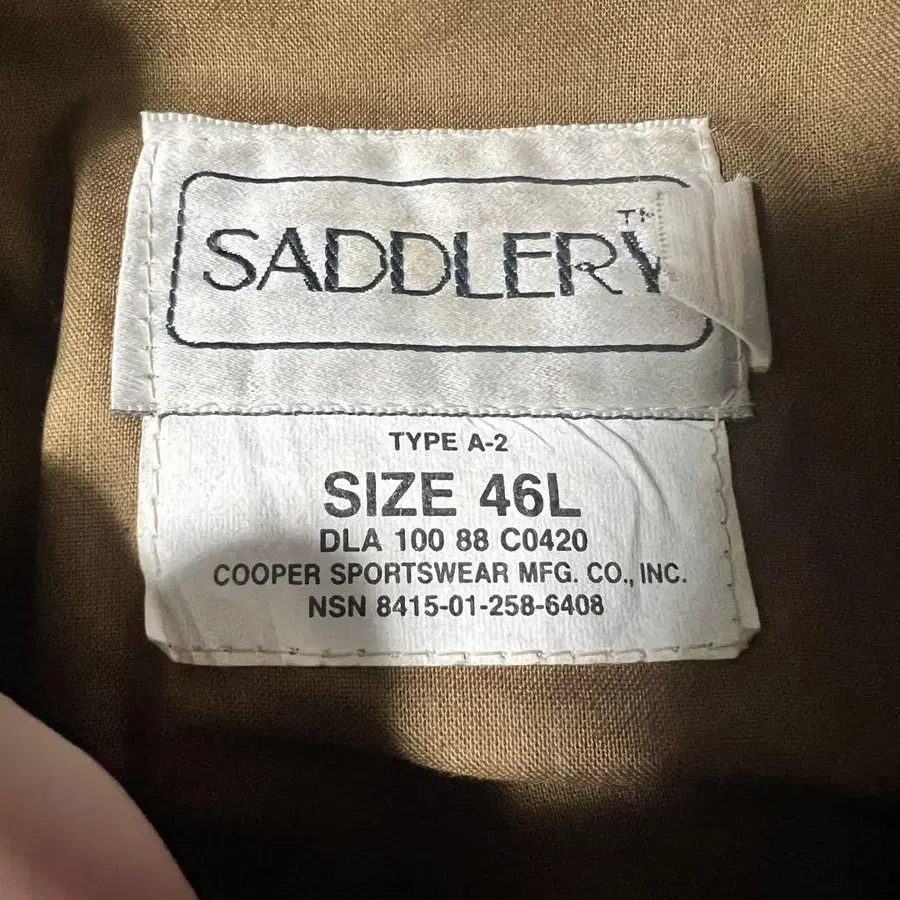 SADDLERY
TM
TYPE A-2
SIZE 46L
DLA 100 88 C0420
COOPER SPORTSWEAR MFG. CO., INC.
NSN 8415-01-258-6408